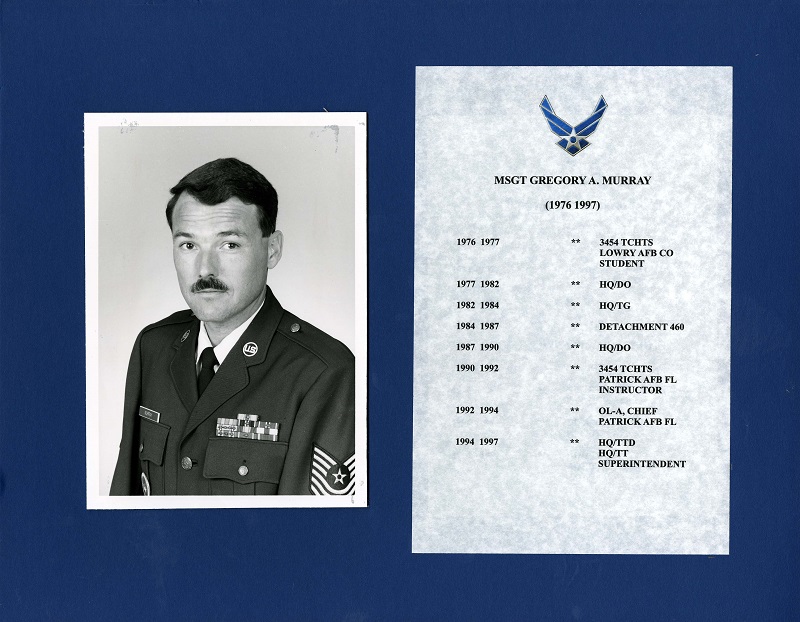 MSGT GREGORY A. MURRAY
(1976 1997)
1976 1977 ** 3454 TCHTS
LOWRY AFB CO
STUDENT
1977 1982 ** HQ/DO
1982 1984 ** HQ/TG
1984 1987 ** DETACHMENT 460
1987 1990 ** HQ/DO
1990 1992 ** 3454 TCHTS
PATRICK AFB FL
INSTRUCTOR
1992 1994 ** OL-A, CHIEF
PATRICK AFB FL
1994 1997 ** HQ/TTD
HQ/TT
SUPERINTENDENT